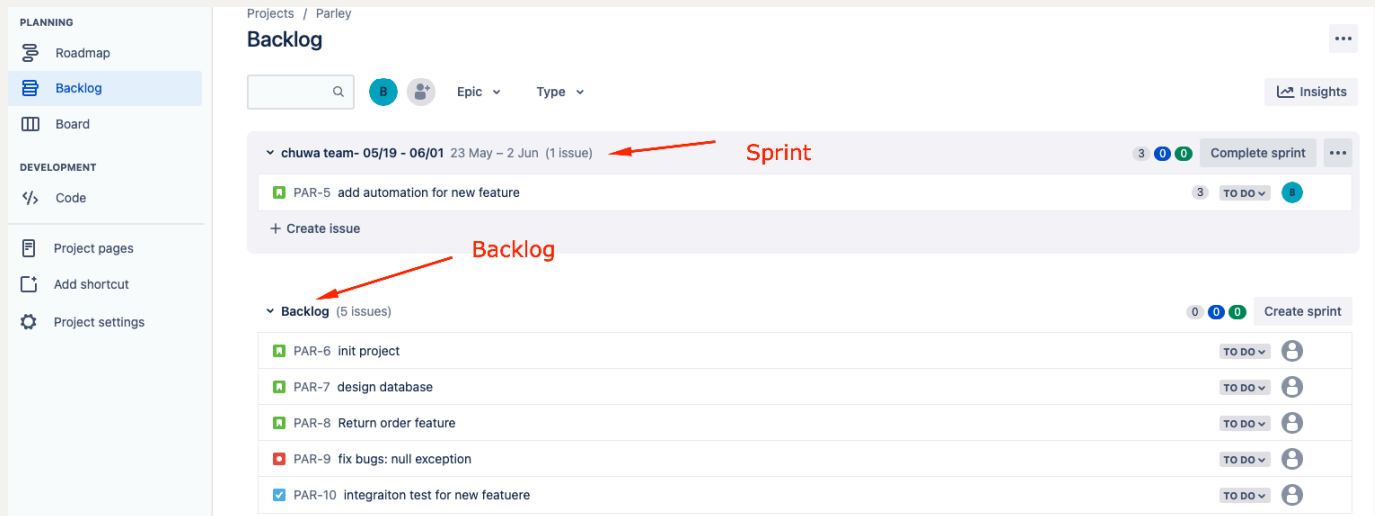 PLANNING
Roadmap
Backlog
Board
DEVELOPMENT
Code
Project pages
Add shortcut
Project settings
Projects / Parley
Backlog
B Epic Type Insights
chuwa team- 05/19 - 06/01 23 May – 2 Jun (1 issue) Sprint 3 0 0 Complete sprint
PAR-5 add automation for new feature 3 TO DO B
+ Create issue
Backlog
Backlog (5 issues) 0 0 0 Create sprint
PAR-6 init project TO DO
PAR-7 design database TO DO
PAR-8 Return order feature TO DO
PAR-9 fix bugs: null exception TO DO
PAR-10 integraiton test for new featuere TO DO